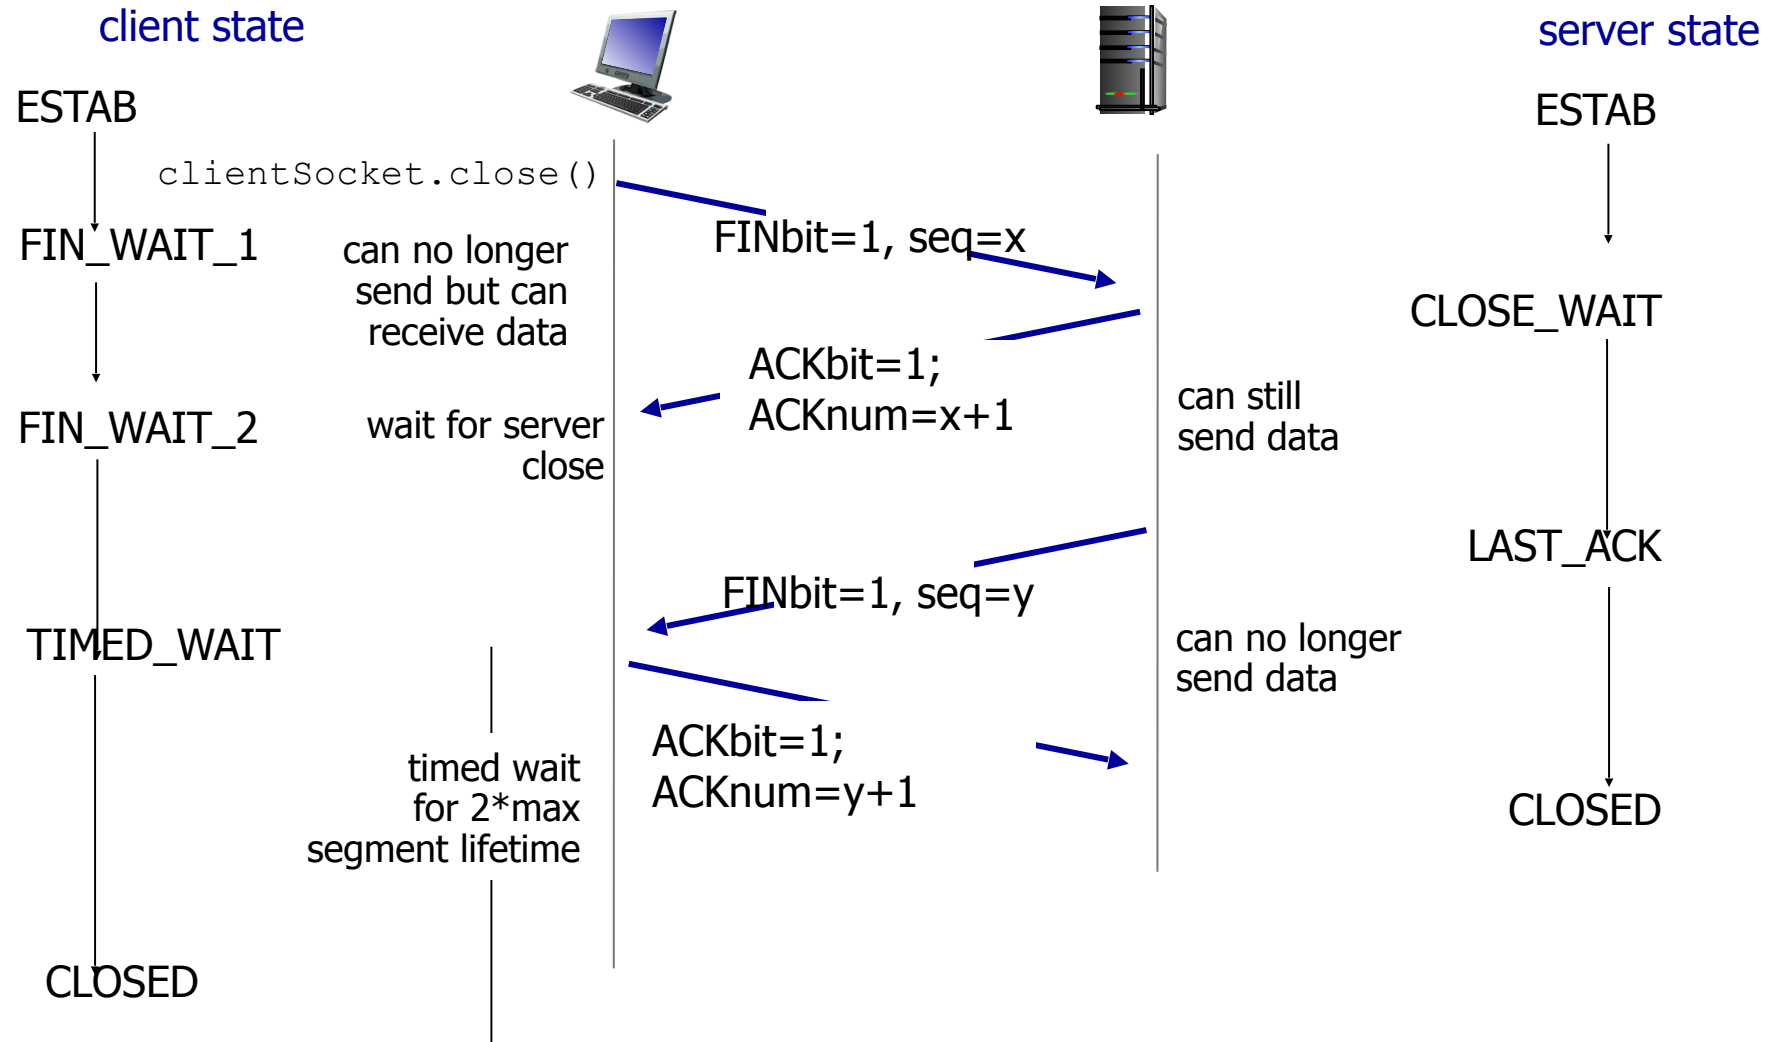 client state
server state
ESTAB
ESTAB
clientSocket.close()
FIN_WAIT_1
can no longer
send but can
receive data
FINbit=1, seq=x
CLOSE_WAIT
ACKbit=1;
ACKnum=x+1
can still
send data
FIN_WAIT_2
wait for server
close
LAST_ACK
FINbit=1, seq=y
TIMED_WAIT
can no longer
send data
ACKbit=1;
ACKnum=y+1
timed wait
for 2*max
segment lifetime
CLOSED
CLOSED